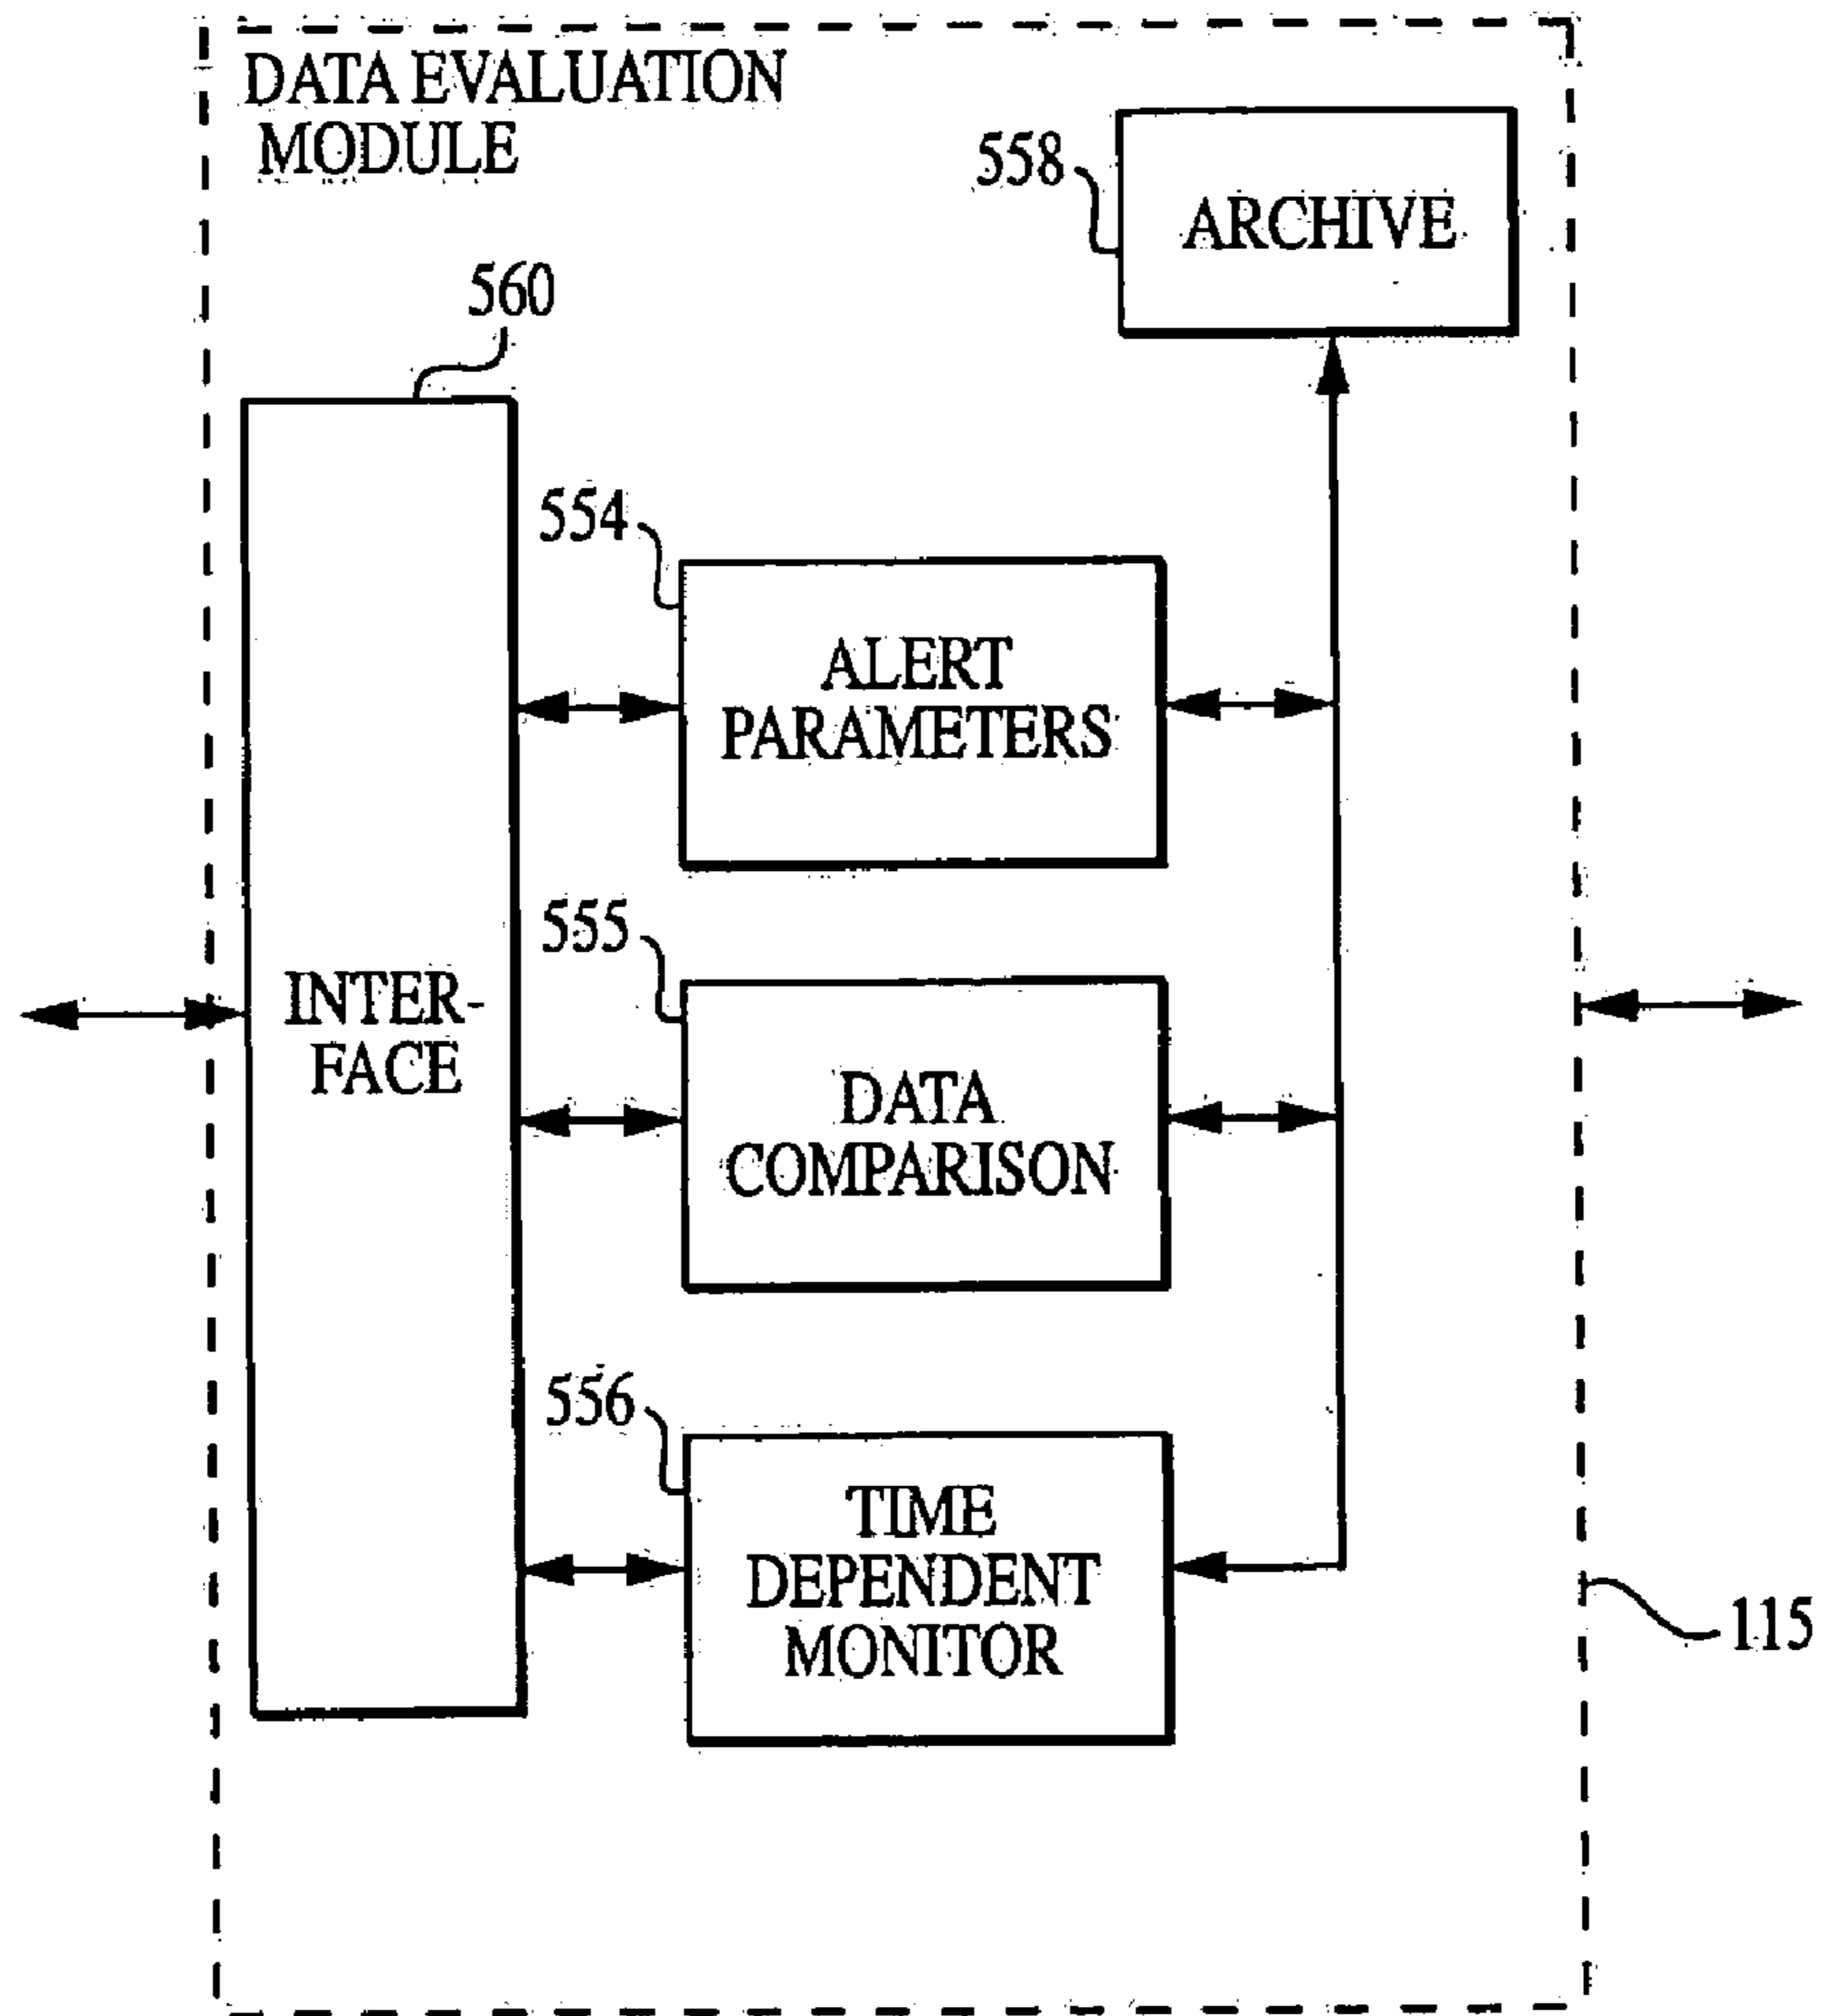 DATA EVALUATION
MODULE
558
ARCHIVE
560
554
ALERT
PARAMETERS
555
INTER-
FACE
DATA
COMPARISON
556
TIME
DEPENDENT
MONITOR
115